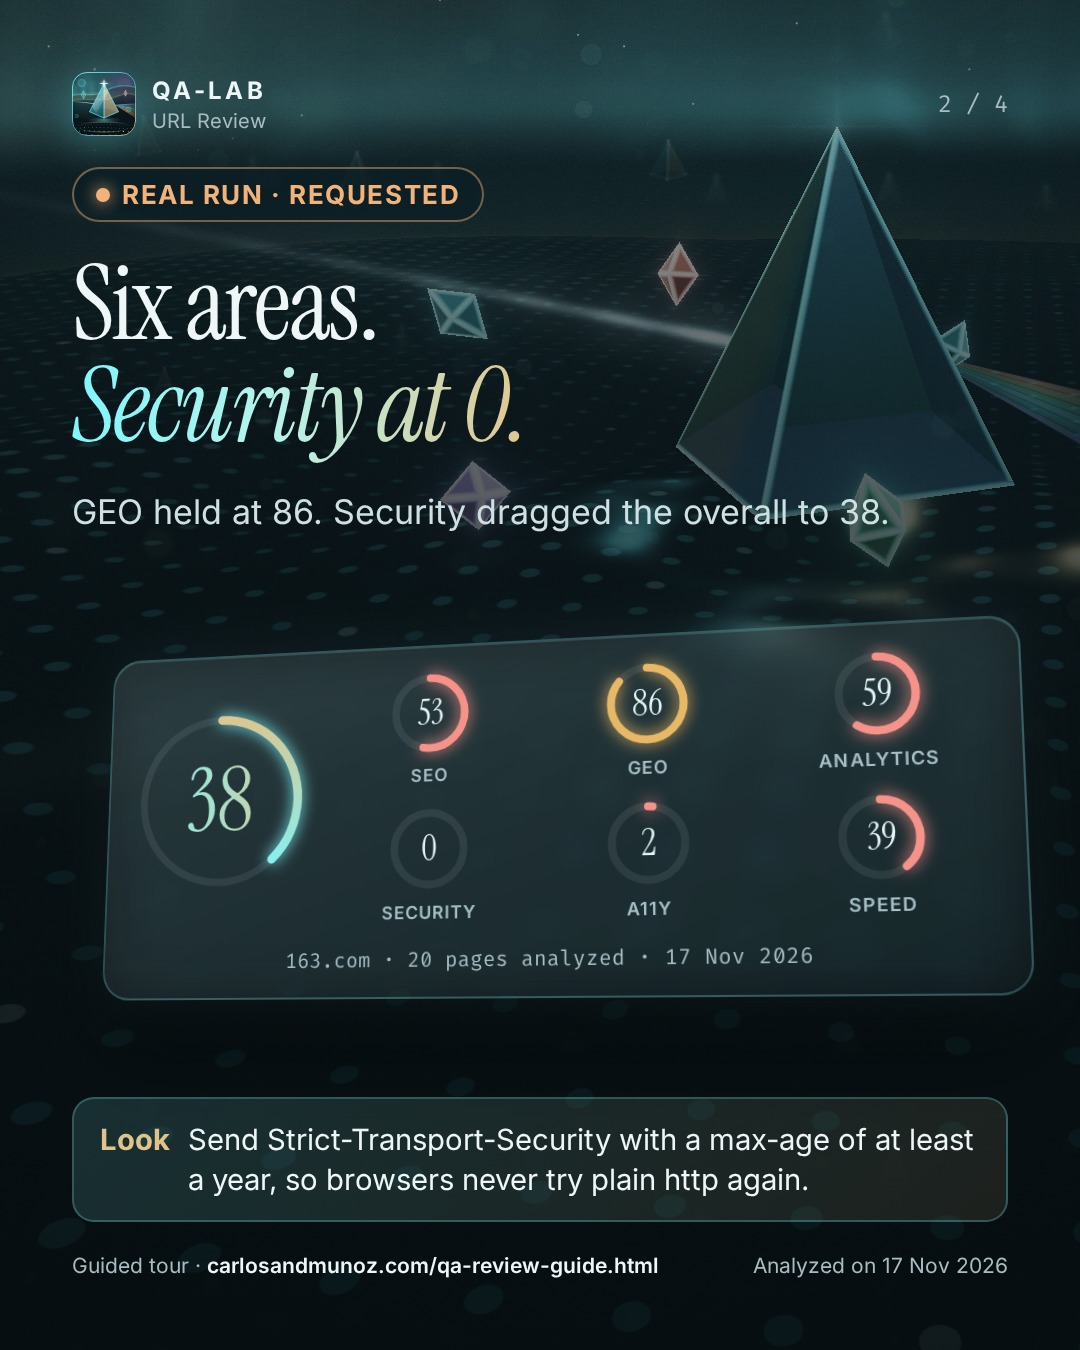 QA-LAB
URL Review
2 / 4
REAL RUN · REQUESTED
Six areas.
Security at 0.
GEO held at 86. Security dragged the overall to 38.
38
53
SEO
86
GEO
59
ANALYTICS
0
SECURITY
2
A11Y
39
SPEED
163.com · 20 pages analyzed · 17 Nov 2026
Look
Send Strict-Transport-Security with a max-age of at least
a year, so browsers never try plain http again.
Guided tour · carlosandmunoz.com/qa-review-guide.html
Analyzed on 17 Nov 2026